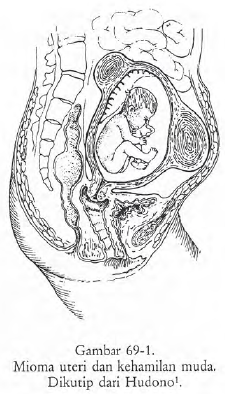 Gambar 69-1.
Mioma uteri dan kehamilan muda.
Dikutip dari Hudono¹.